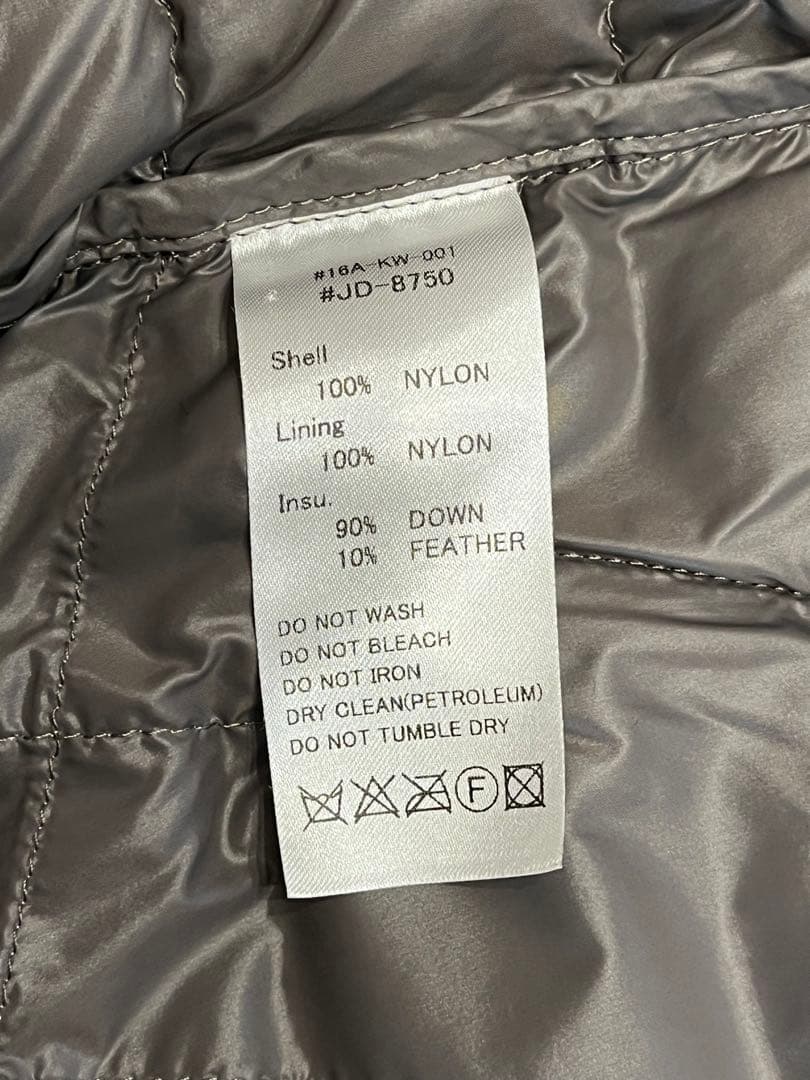 #16A-KW-001
#JD-8750
Shell
100% NYLON
Lining
100% NYLON
Insu.
90% DOWN
10% FEATHER
DO NOT WASH
DO NOT BLEACH
DO NOT IRON
DRY CLEAN(PETROLEUM)
DO NOT TUMBLE DRY
F